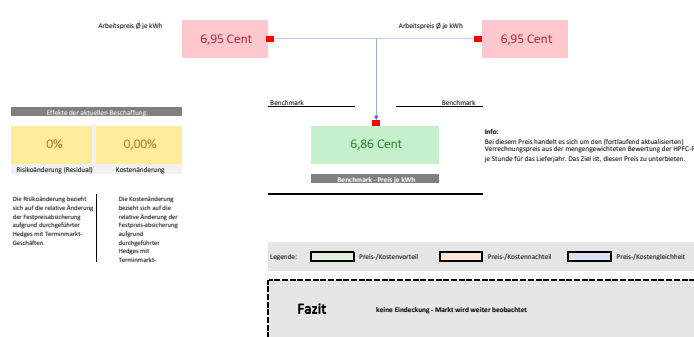 Arbeitspreis Ø je kWh
Arbeitspreis Ø je kWh
6,95 Cent
6,95 Cent
Benchmark
Benchmark
Effekte der aktuellen Beschaffung:
0%
0,00%
6,86 Cent
Info:
Bei diesem Preis handelt es sich um den (fortlaufend aktualisierten)
Verrechnungspreis aus der mengengewichteten Bewertung der HPFC-P
je Stunde für das Lieferjahr. Das Ziel ist, diesen Preis zu unterbieten.
Risikoänderung (Residual)
Kostenänderung
Benchmark - Preis je kWh
Die Risikoänderung bezieht
sich auf die relative Änderung
der Festpreisabsicherung
aufgrund durchgeführter
Hedges mit Terminmarkt-
Geschäften.
Die Kostenänderung
bezieht sich auf die
relative Änderung der
Festpreis-absicherung
aufgrund
durchgeführter
Hedges mit
Terminmarkt-
Legende:
Preis-/Kostenvorteil
Preis-/Kostennachteil
Preis-/Kostengleichheit
Fazit
keine Eindeckung - Markt wird weiter beobachtet